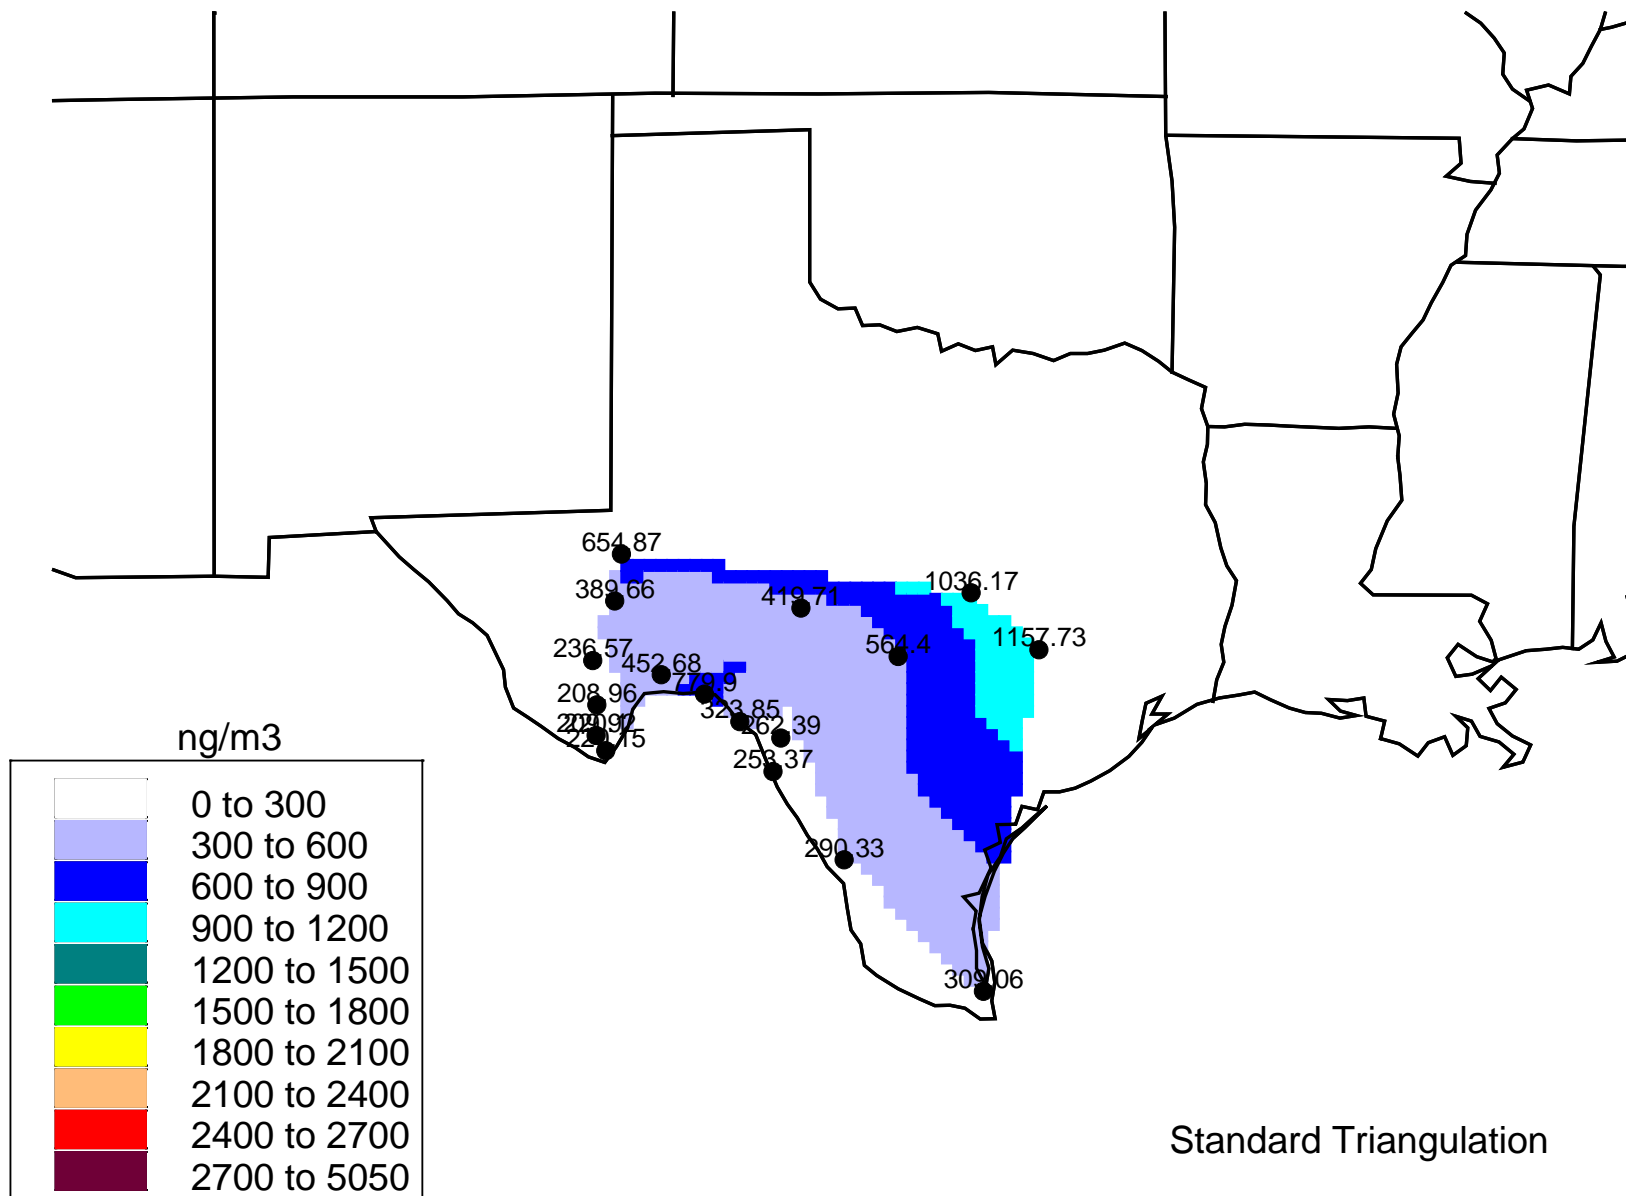 654.87
389.66
1036.17
419.71
1157.73
564.4
236.57
452.68
779.9
208.96
323.85
262.39
253.37
290.33
309.06
ng/m3
0 to 300
300 to 600
600 to 900
900 to 1200
1200 to 1500
1500 to 1800
1800 to 2100
2100 to 2400
2400 to 2700
2700 to 5050
Standard Triangulation